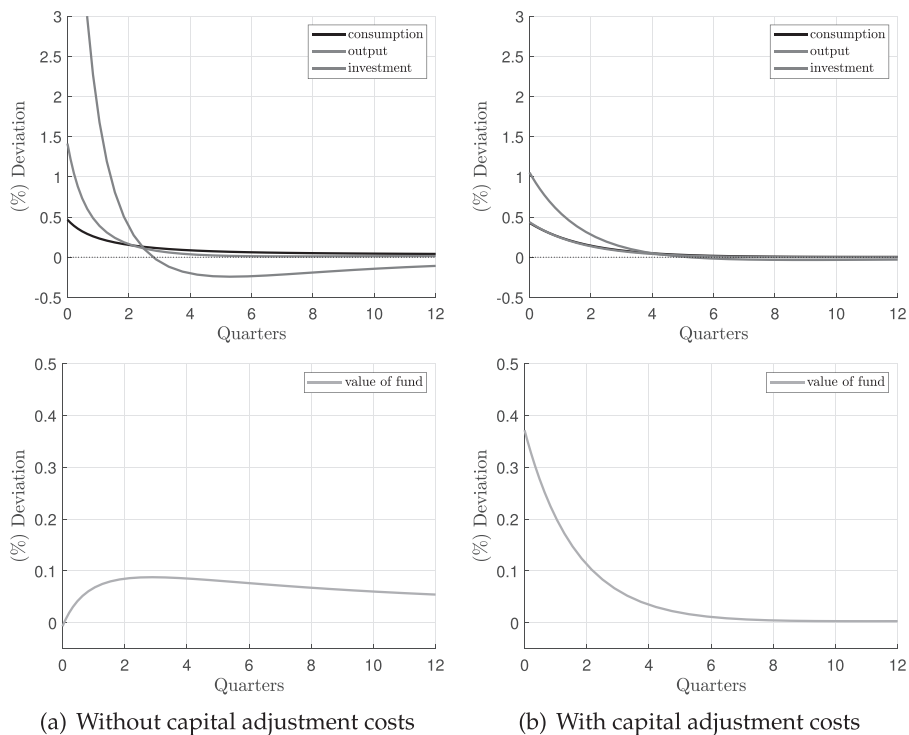 3
2.5
2
1.5
1
0.5
0
-0.5
(%) Deviation
consumption
output
investment
0 2 4 6 8 10 12
Quarters
3
2.5
2
1.5
1
0.5
0
-0.5
(%) Deviation
consumption
output
investment
0 2 4 6 8 10 12
Quarters
0.5
0.4
0.3
0.2
0.1
0
(%) Deviation
value of fund
0 2 4 6 8 10 12
Quarters
(a) Without capital adjustment costs
0.5
0.4
0.3
0.2
0.1
0
(%) Deviation
value of fund
0 2 4 6 8 10 12
Quarters
(b) With capital adjustment costs